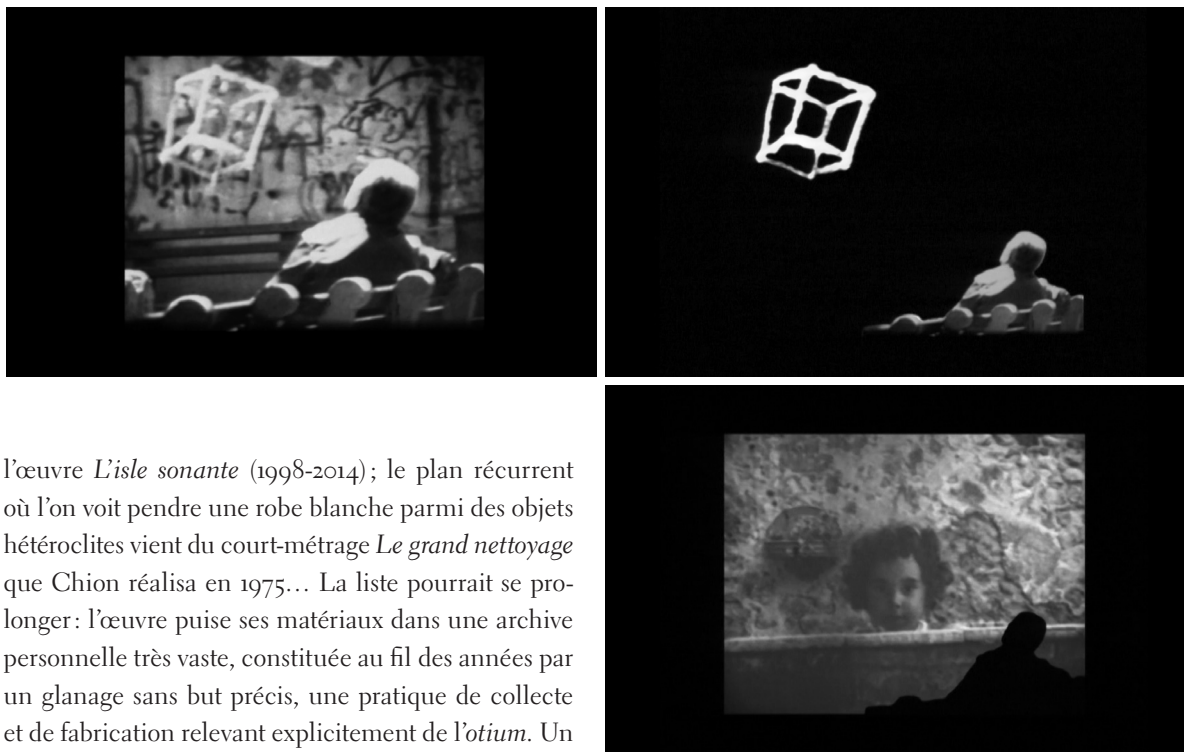 l’œuvre L’isle sonante (1998-2014) ; le plan récurrent
où l’on voit pendre une robe blanche parmi des objets
hétéroclites vient du court-métrage Le grand nettoyage
que Chion réalisa en 1975… La liste pourrait se pro-
longer : l’œuvre puise ses matériaux dans une archive
personnelle très vaste, constituée au fil des années par
un glanage sans but précis, une pratique de collecte
et de fabrication relevant explicitement de l’otium. Un